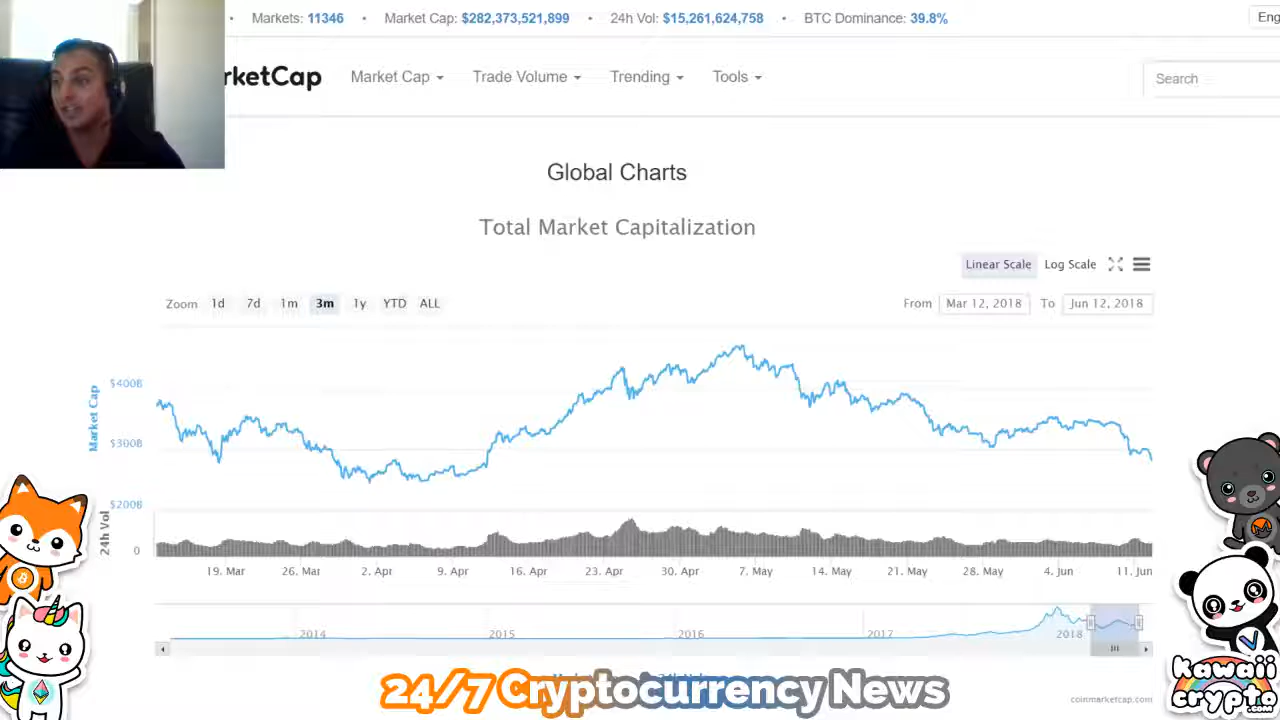 Markets: 11346 • Market Cap: $282,373,521,899 • 24h Vol: $15,261,624,758 • BTC Dominance: 39.8%
Eng
rketCap Market Cap Trade Volume Trending Tools Search
Global Charts
Total Market Capitalization
Linear Scale Log Scale
Zoom 1d 7d 1m 3m 1y YTD ALL From Mar 12, 2018 To Jun 12, 2018
Market Cap
$400B
$300B
$200B
24h Vol
0
19. Mar 26. Mar 2. Apr 9. Apr 16. Apr 23. Apr 30. Apr 7. May 14. May 21. May 28. May 4. Jun 11. Jun
2014 2015 2016 2017 2018
24/7 Cryptocurrency News
coinmarketcap.com
kawaii
crypto
.com